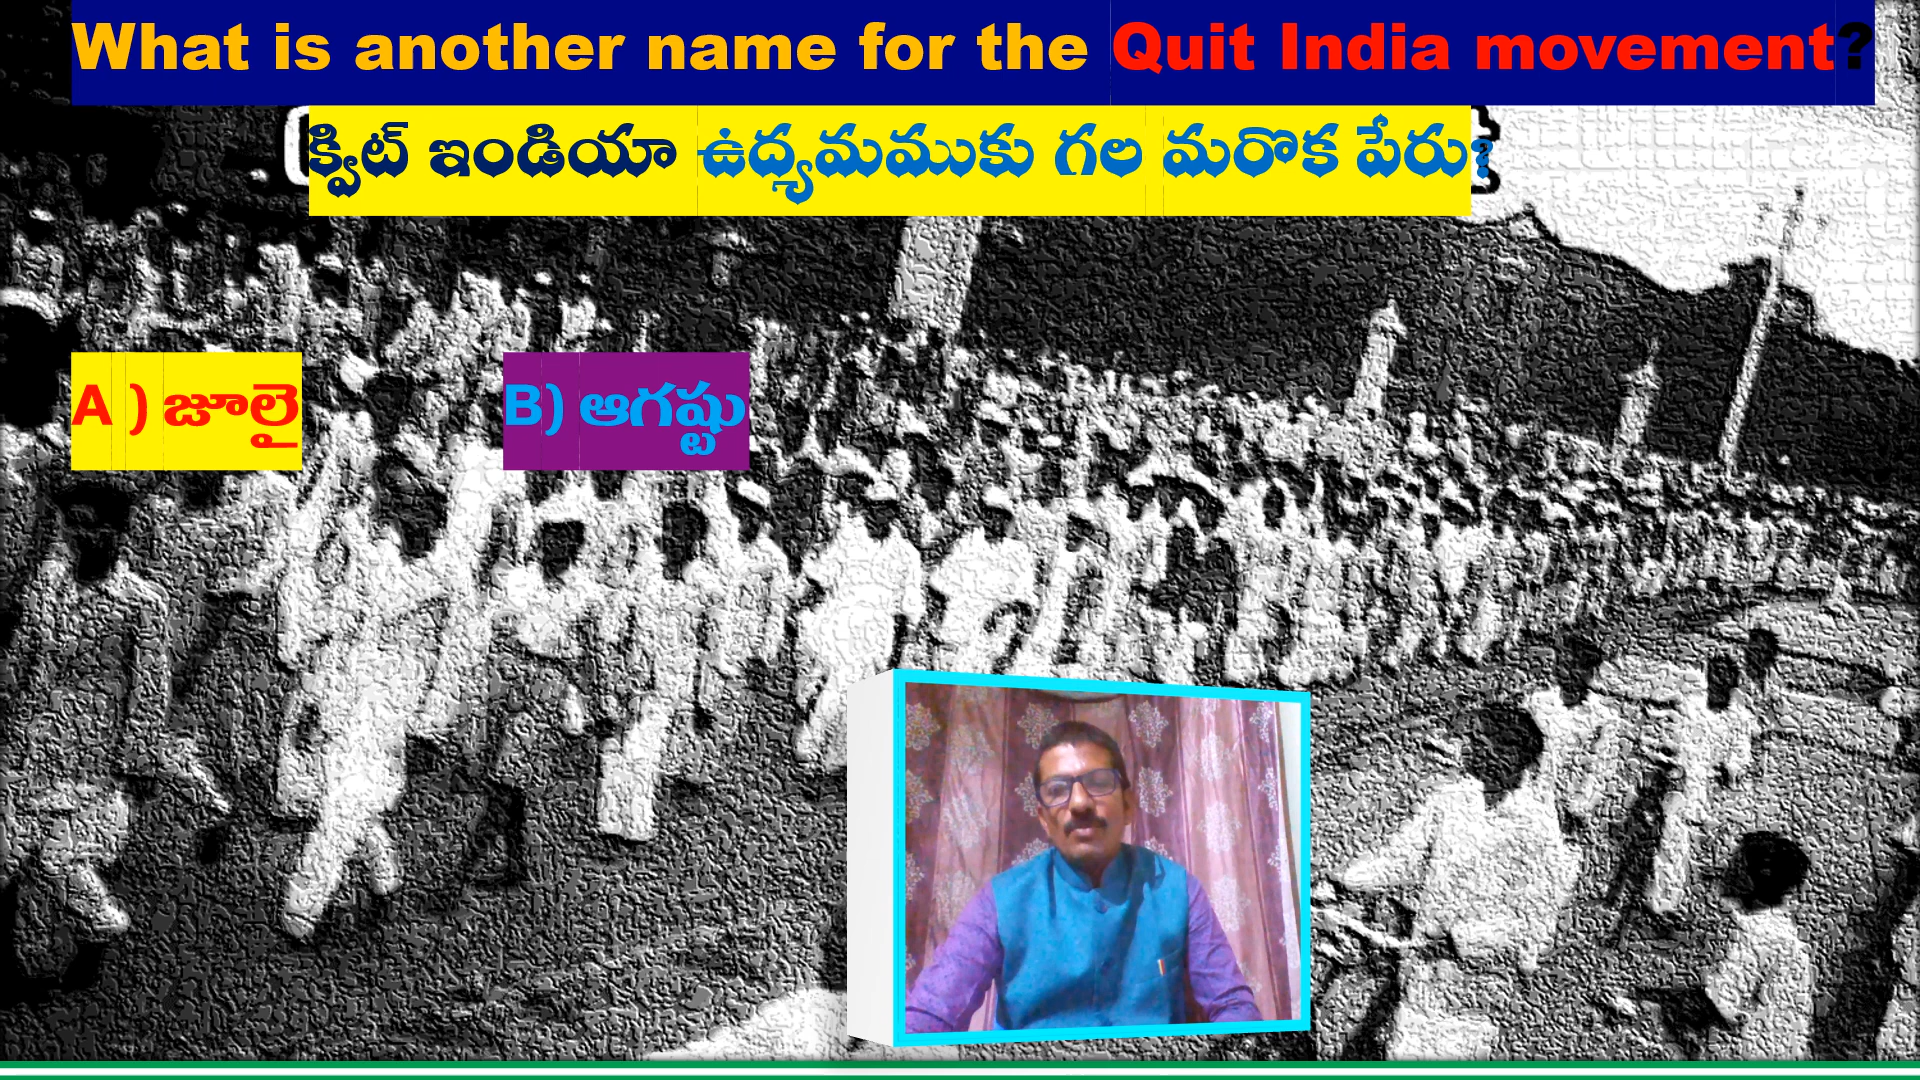 What is another name for the Quit India movement?
క్విట్ ఇండియా ఉద్యమముకు గల మరొక పేరు?
A ) జూలై
B) ఆగష్టు